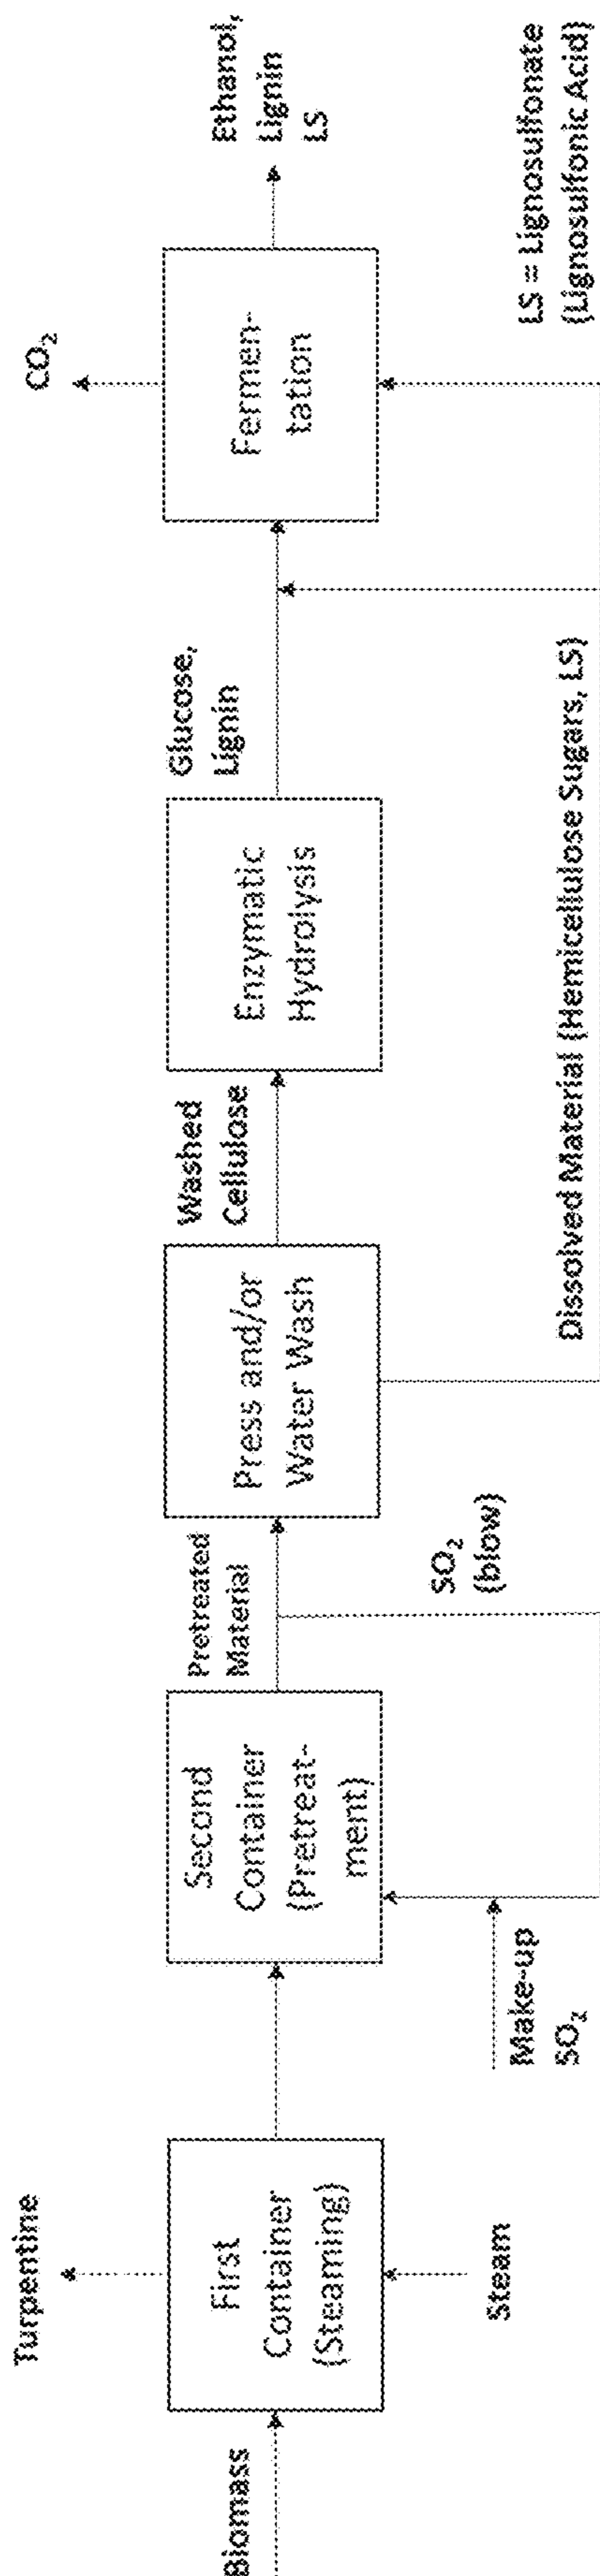 Biomass
Turpentine
First
Container
(Steaming)
Steam
Second
Container
(Pretreat-
ment)
Make-up
SO₂
Pretreated
Material
SO₂
(blow)
Press and/or
Water Wash
Washed
Cellulose
Enzymatic
Hydrolysis
Dissolved Material (Hemicellulose Sugars, LS)
Glucose,
Lignin
Fermen-
tation
CO₂
Ethanol,
Lignin
LS
LS = Lignosulfonate
(Lignosulfonic Acid)